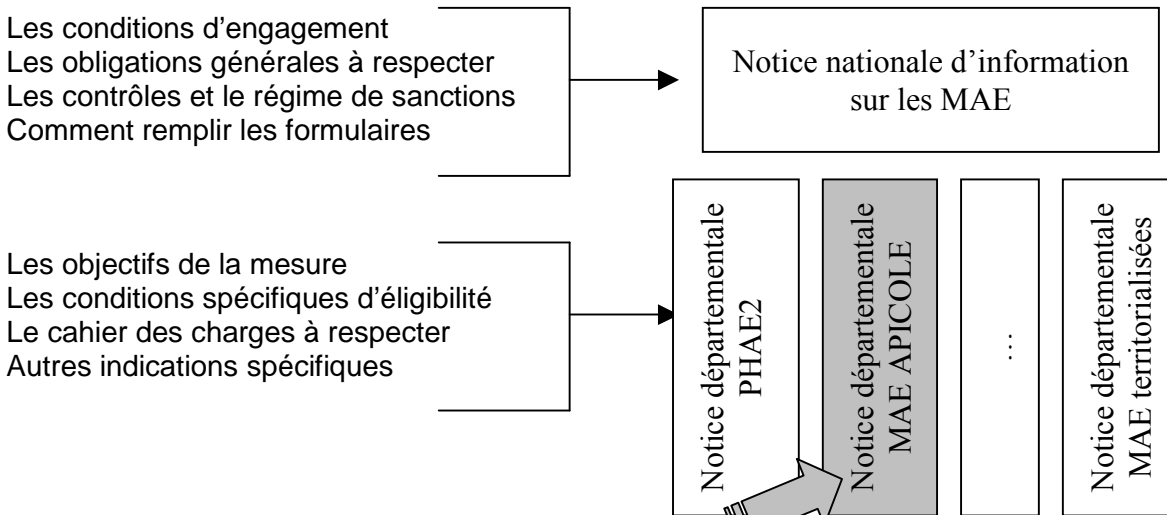 Les conditions d’engagement
Les obligations générales à respecter
Les contrôles et le régime de sanctions
Comment remplir les formulaires
Notice nationale d’information
sur les MAE
Les objectifs de la mesure
Les conditions spécifiques d’éligibilité
Le cahier des charges à respecter
Autres indications spécifiques
Notice départementale
PHAE2
Notice départementale
MAE APICOLE
…
Notice départementale
MAE territorialisées